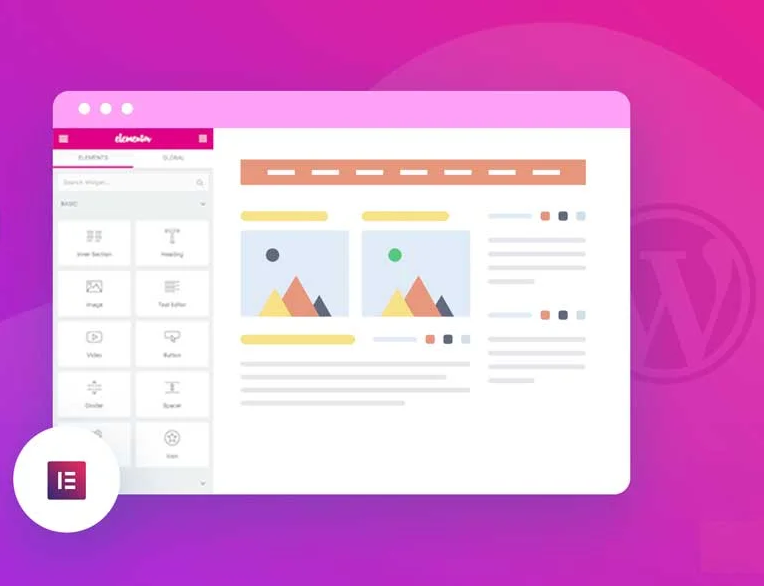 elementor
ELEMENTS GLOBAL
Search Widget...
BASIC
Inner Section
Heading
Image
Text Editor
Video
Button
Divider
Spacer
Icon